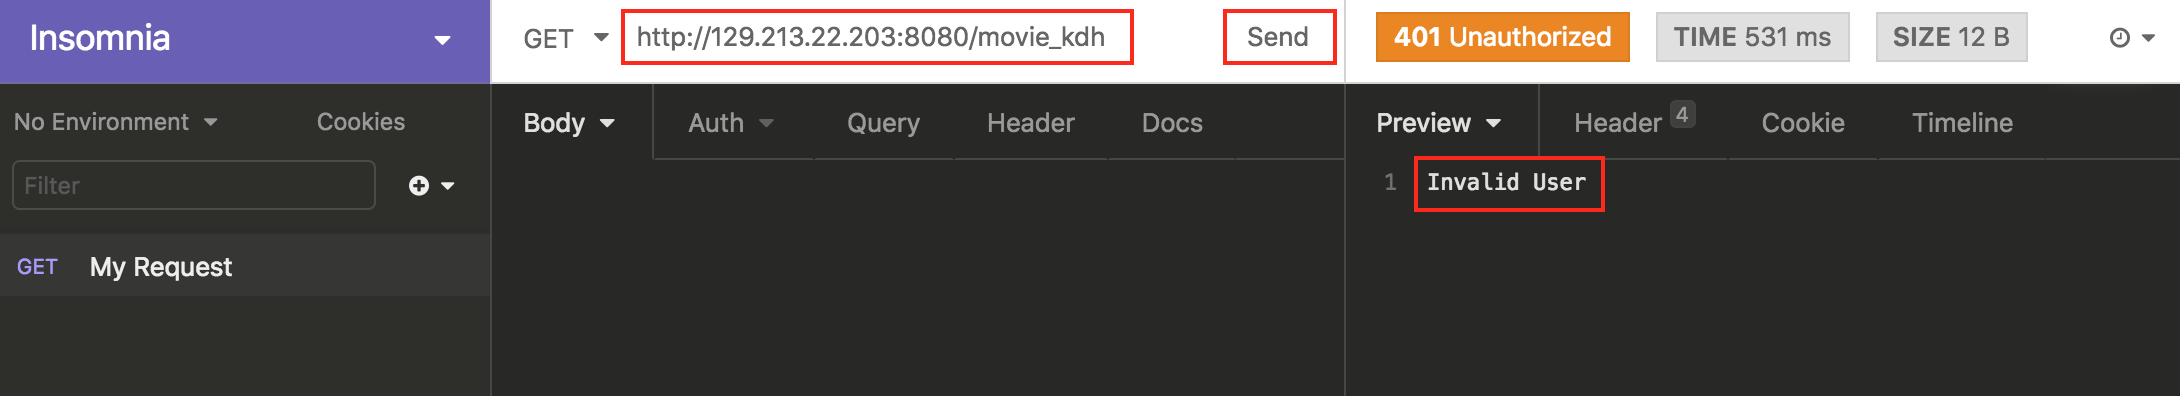 Insomnia
GET http://129.213.22.203:8080/movie_kdh Send
401 Unauthorized TIME 531 ms SIZE 12 B
No Environment Cookies
Body Auth Query Header Docs
Preview Header 4 Cookie Timeline
Filter
1 Invalid User
GET My Request